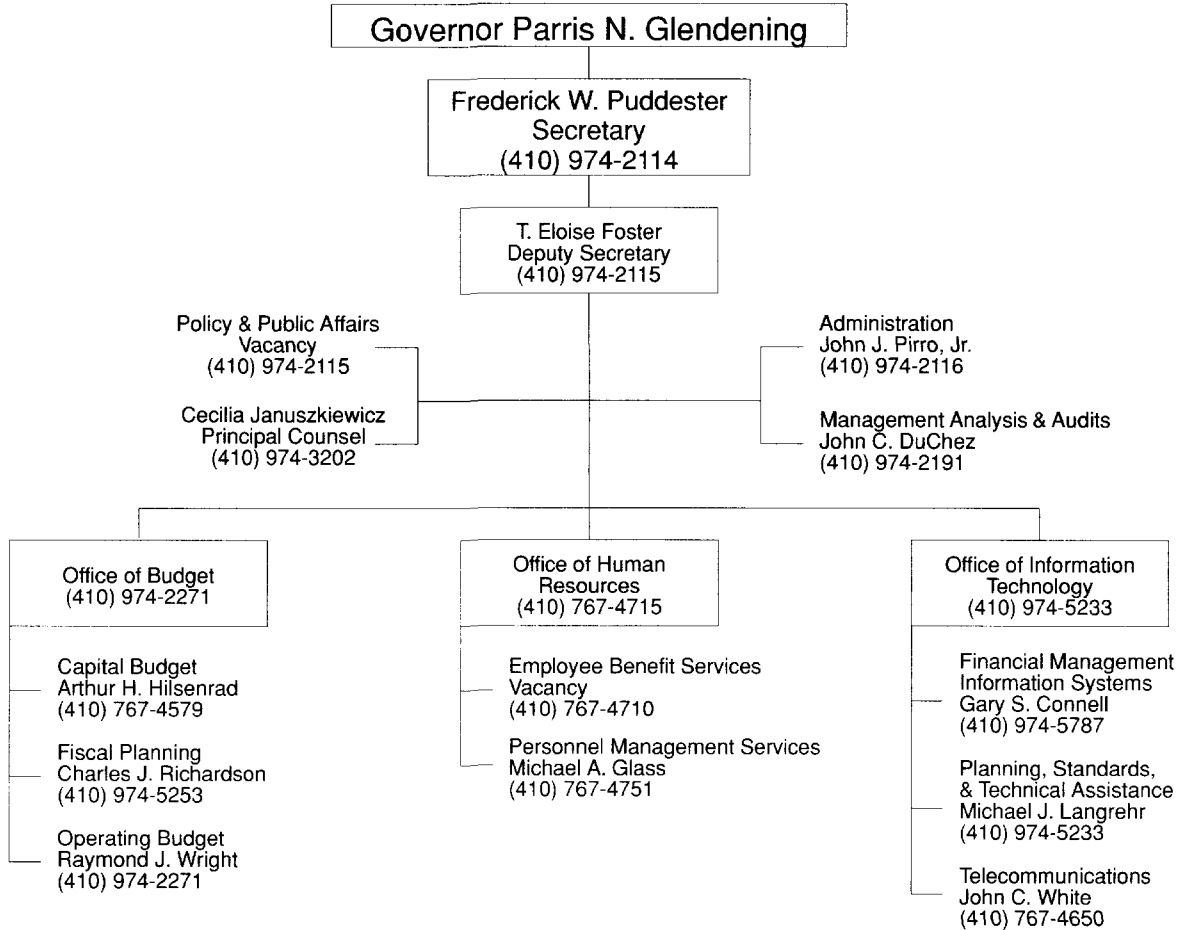 Governor Parris N. Glendening
Frederick W. Puddester
Secretary
(410) 974-2114
T. Eloise Foster
Deputy Secretary
(410) 974-2115
Policy & Public Affairs
Vacancy
(410) 974-2115
Cecilia Januszkiewicz
Principal Counsel
(410) 974-3202
Administration
John J. Pirro, Jr.
(410) 974-2116
Management Analysis & Audits
John C. DuChez
(410) 974-2191
Office of Budget
(410) 974-2271
Capital Budget
Arthur H. Hilsenrad
(410) 767-4579
Fiscal Planning
Charles J. Richardson
(410) 974-5253
Operating Budget
Raymond J. Wright
(410) 974-2271
Office of Human
Resources
(410) 767-4715
Employee Benefit Services
Vacancy
(410) 767-4710
Personnel Management Services
Michael A. Glass
(410) 767-4751
Office of Information
Technology
(410) 974-5233
Financial Management
Information Systems
Gary S. Connell
(410) 974-5787
Planning, Standards,
& Technical Assistance
Michael J. Langrehr
(410) 974-5233
Telecommunications
John C. White
(410) 767-4650